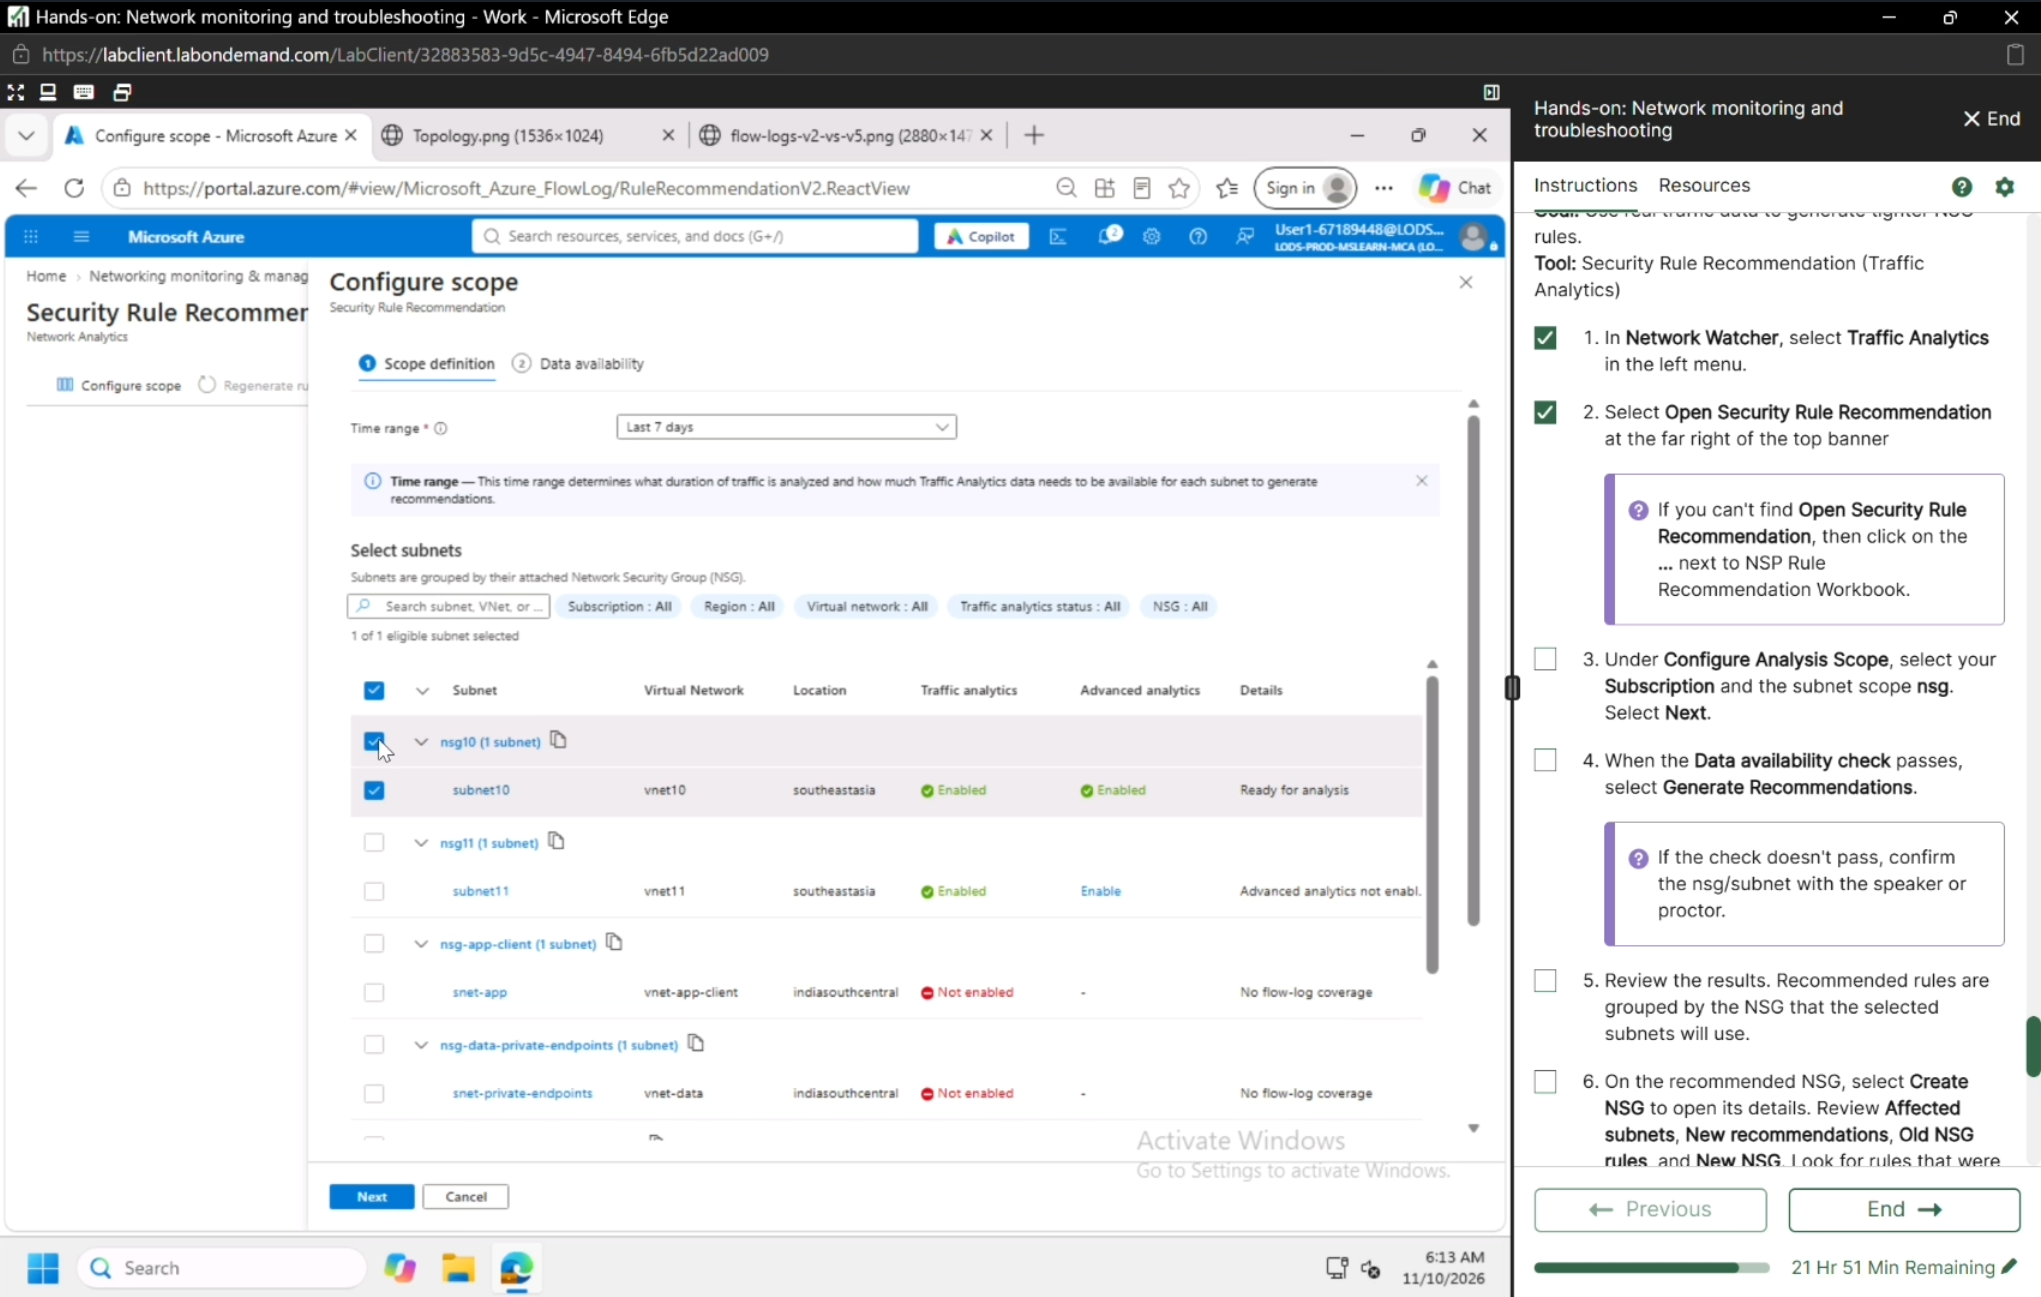 Hands-on: Network monitoring and troubleshooting - Work - Microsoft Edge
https://labclient.labondemand.com/LabClient/32883583-9d5c-4947-8494-6fb5d22ad009
Configure scope - Microsoft Azure
Topology.png (1536×1024)
flow-logs-v2-vs-v5.png (2880×147
https://portal.azure.com/#view/Microsoft_Azure_FlowLog/RuleRecommendationV2.ReactView
Sign in
Chat
Microsoft Azure
Search resources, services, and docs (G+/)
Copilot
2
User1-67189448@LODS...
LODS-PROD-MSLEARN-MCA (LO...
Home > Networking monitoring & manag
Security Rule Recommer
Network Analytics
Configure scope
Regenerate ru
Configure scope
Security Rule Recommendation
1 Scope definition
2 Data availability
Time range *
Last 7 days
Time range — This time range determines what duration of traffic is analyzed and how much Traffic Analytics data needs to be available for each subnet to generate
recommendations.
Select subnets
Subnets are grouped by their attached Network Security Group (NSG).
Search subnet, VNet, or ...
Subscription : All
Region : All
Virtual network : All
Traffic analytics status : All
NSG : All
1 of 1 eligible subnet selected
Subnet Virtual Network Location Traffic analytics Advanced analytics Details
nsg10 (1 subnet)
subnet10 vnet10 southeastasia Enabled Enabled Ready for analysis
nsg11 (1 subnet)
subnet11 vnet11 southeastasia Enabled Enable Advanced analytics not enabl.
nsg-app-client (1 subnet)
snet-app vnet-app-client indiasouthcentral Not enabled - No flow-log coverage
nsg-data-private-endpoints (1 subnet)
snet-private-endpoints vnet-data indiasouthcentral Not enabled - No flow-log coverage
Activate Windows
Go to Settings to activate Windows.
Next
Cancel
Search
6:13 AM
11/10/2026
Hands-on: Network monitoring and
troubleshooting
End
Instructions
Resources
rules.
Tool: Security Rule Recommendation (Traffic
Analytics)
1. In Network Watcher, select Traffic Analytics
in the left menu.
2. Select Open Security Rule Recommendation
at the far right of the top banner
If you can't find Open Security Rule
Recommendation, then click on the
... next to NSP Rule
Recommendation Workbook.
3. Under Configure Analysis Scope, select your
Subscription and the subnet scope nsg.
Select Next.
4. When the Data availability check passes,
select Generate Recommendations.
If the check doesn't pass, confirm
the nsg/subnet with the speaker or
proctor.
5. Review the results. Recommended rules are
grouped by the NSG that the selected
subnets will use.
6. On the recommended NSG, select Create
NSG to open its details. Review Affected
subnets, New recommendations, Old NSG
rules, and New NSG. Look for rules that were
Previous
End
21 Hr 51 Min Remaining